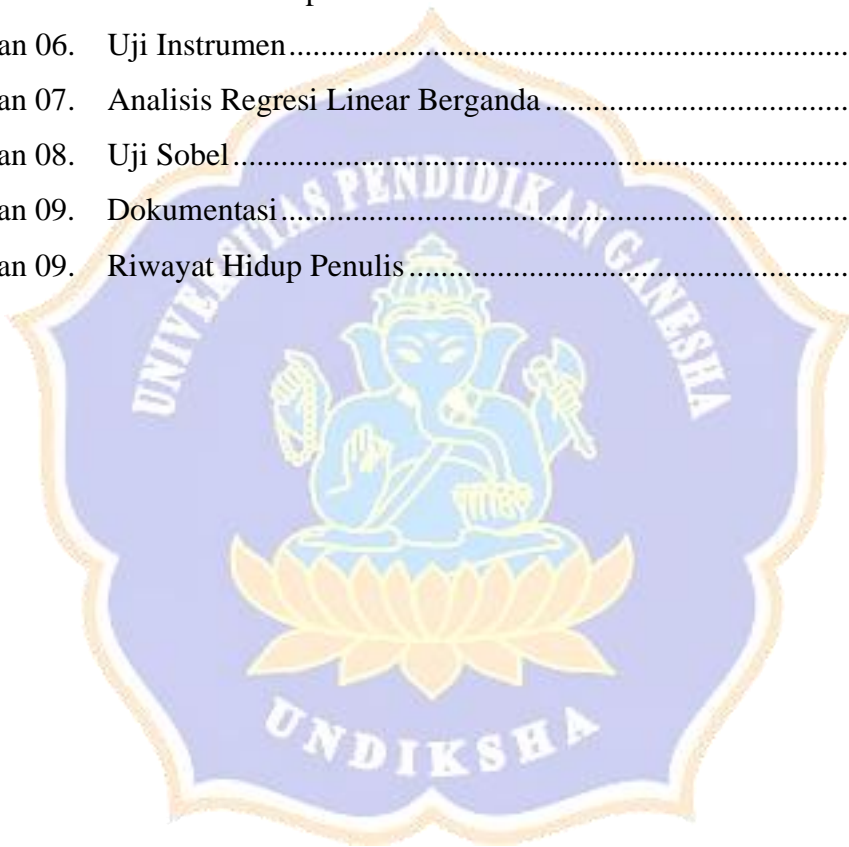 an 06. Uji Instrumen
an 07. Analisis Regresi Linear Berganda
an 08. Uji Sobel
an 09. Dokumentasi
an 09. Riwayat Hidup Penulis
UNIVERSITAS PENDIDIKAN GANESHA
UNDIKSHA